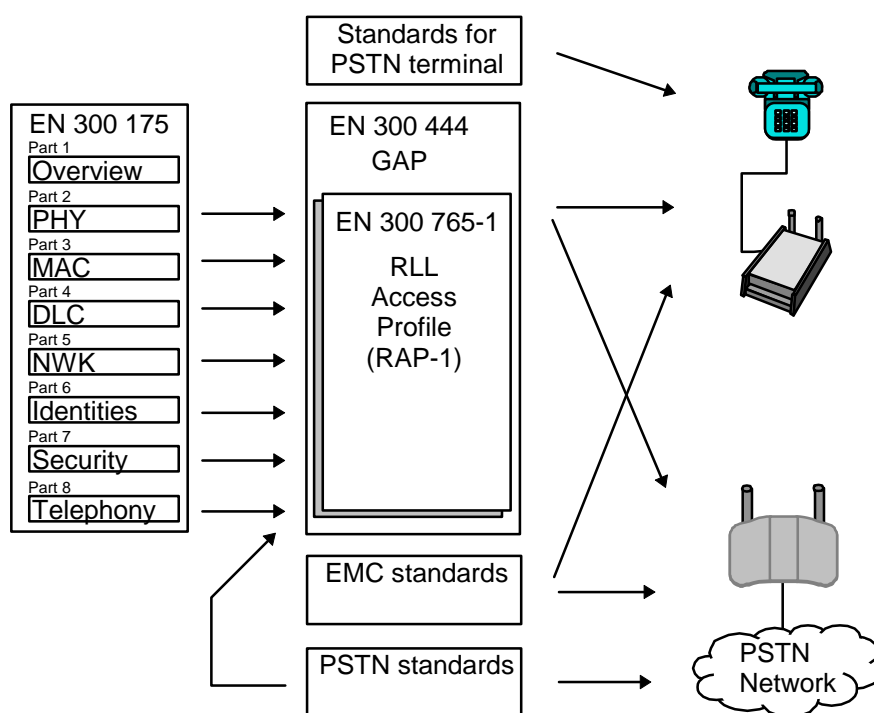 Standards for
PSTN terminal
EN 300 175
Part 1
Overview
Part 2
PHY
Part 3
MAC
Part 4
DLC
Part 5
NWK
Part 6
Identities
Part 7
Security
Part 8
Telephony
EN 300 444
GAP
EN 300 765-1
RLL
Access
Profile
(RAP-1)
EMC standards
PSTN standards
PSTN
Network